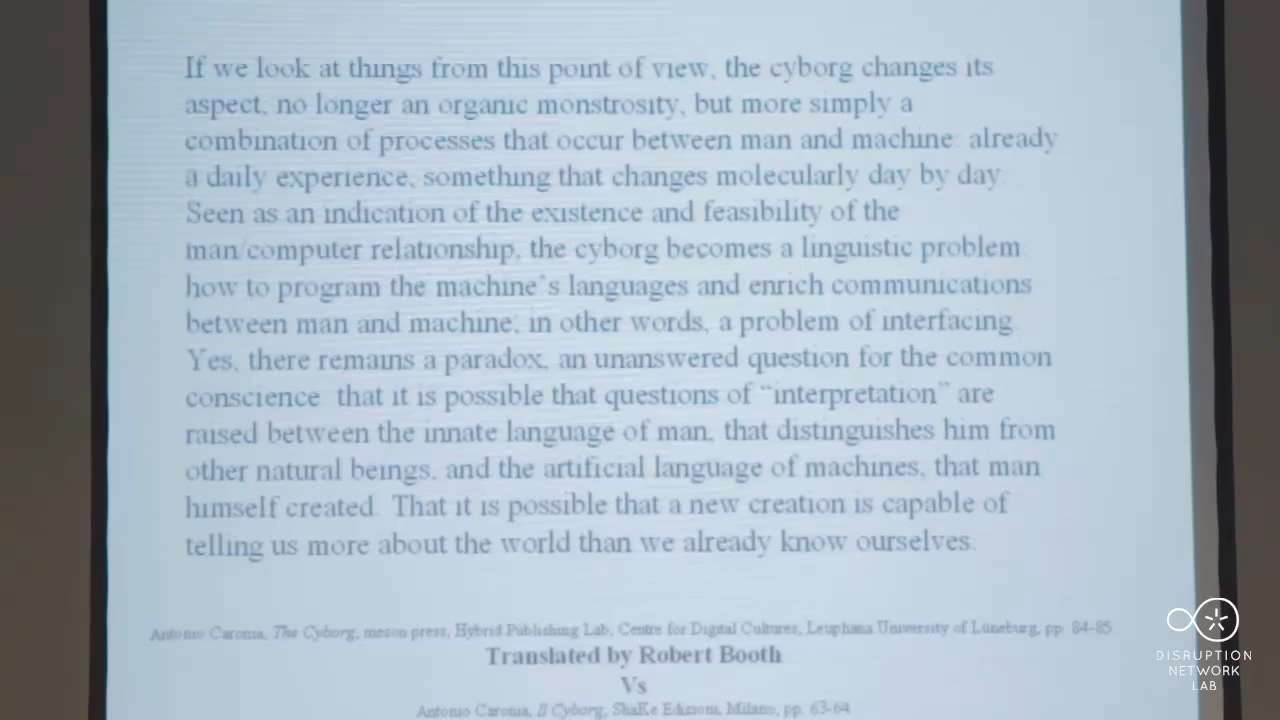 If we look at things from this point of view, the cyborg changes its
aspect, no longer an organic monstrosity, but more simply a
combination of processes that occur between man and machine: already
a daily experience, something that changes molecularly day by day.
Seen as an indication of the existence and feasibility of the
man/computer relationship, the cyborg becomes a linguistic problem
how to program the machine's languages and enrich communications
between man and machine; in other words, a problem of interfacing.
Yes, there remains a paradox, an unanswered question for the common
conscience: that it is possible that questions of "interpretation" are
raised between the innate language of man, that distinguishes him from
other natural beings, and the artificial language of machines, that man
himself created. That it is possible that a new creation is capable of
telling us more about the world than we already know ourselves.
Antonio Caronia, The Cyborg, meson press, Hybrid Publishing Lab, Centre for Digital Cultures, Leuphana University of Lüneburg, pp. 84-85
Translated by Robert Booth
Vs
Antonio Caronia, Il Cyborg, ShaKe Edizioni, Milano, pp. 63-64
DISRUPTION
NETWORK
LAB